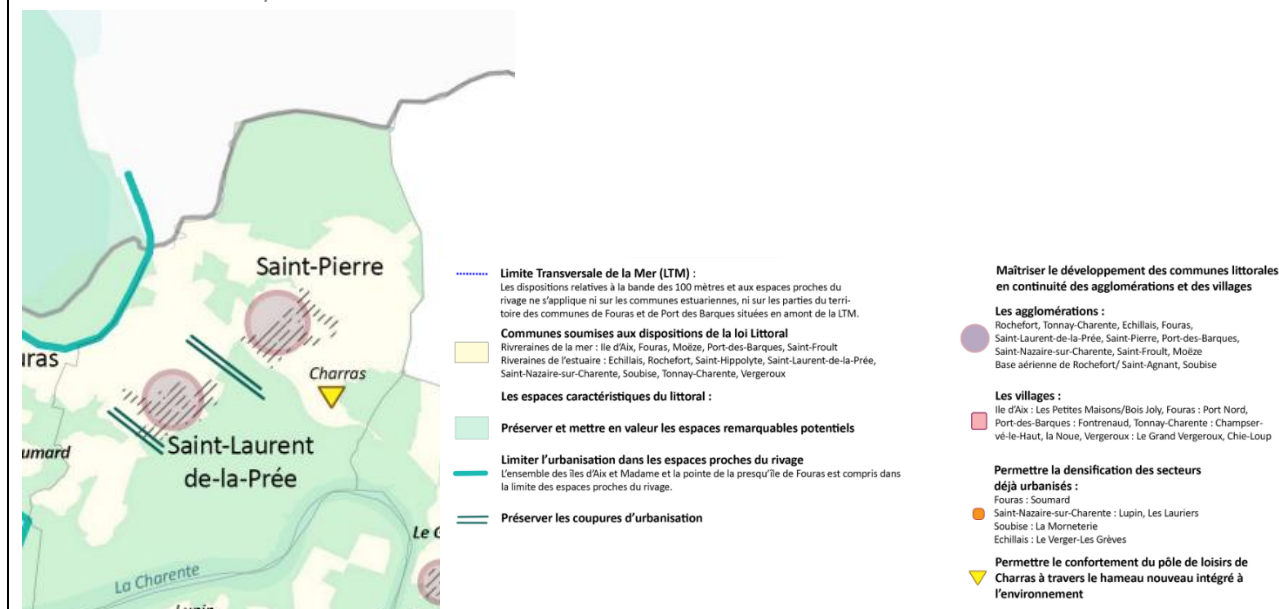 Saint-Pierre
uras
Charras
Saint-Laurent
de-la-Prée
umard
Le G
La Charente
Lupin
Limite Transversale de la Mer (LTM) :
Les dispositions relatives à la bande des 100 mètres et aux espaces proches du
rivage ne s'applique ni sur les communes estuariennes, ni sur les parties du terri-
toire des communes de Fouras et de Port des Barques situées en amont de la LTM.
Communes soumises aux dispositions de la loi Littoral
Rivreraines de la mer : Ile d'Aix, Fouras, Moëze, Port-des-Barques, Saint-Froult
Riveraines de l'estuaire : Echillais, Rochefort, Saint-Hippolyte, Saint-Laurent-de-la-Prée,
Saint-Nazaire-sur-Charente, Soubise, Tonnay-Charente, Vergeroux
Les espaces caractéristiques du littoral :
Préserver et mettre en valeur les espaces remarquables potentiels
Limiter l'urbanisation dans les espaces proches du rivage
L'ensemble des îles d'Aix et Madame et la pointe de la presqu'île de Fouras est compris dans
la limite des espaces proches du rivage.
Préserver les coupures d'urbanisation
Maîtriser le développement des communes littorales
en continuité des agglomérations et des villages
Les agglomérations :
Rochefort, Tonnay-Charente, Echillais, Fouras,
Saint-Laurent-de-la-Prée, Saint-Pierre, Port-des-Barques,
Saint-Nazaire-sur-Charente, Saint-Froult, Moëze
Base aérienne de Rochefort/ Saint-Agnant, Soubise
Les villages :
Ile d'Aix : Les Petites Maisons/Bois Joly, Fouras : Port Nord,
Port-des-Barques : Fontrenaud, Tonnay-Charente : Champser-
vé-le-Haut, la Noue, Vergeroux : Le Grand Vergeroux, Chie-Loup
Permettre la densification des secteurs
déjà urbanisés :
Fouras : Soumard
Saint-Nazaire-sur-Charente : Lupin, Les Lauriers
Soubise : La Morneterie
Echillais : Le Verger-Les Grèves
Permettre le confortement du pôle de loisirs de
Charras à travers le hameau nouveau intégré à
l'environnement